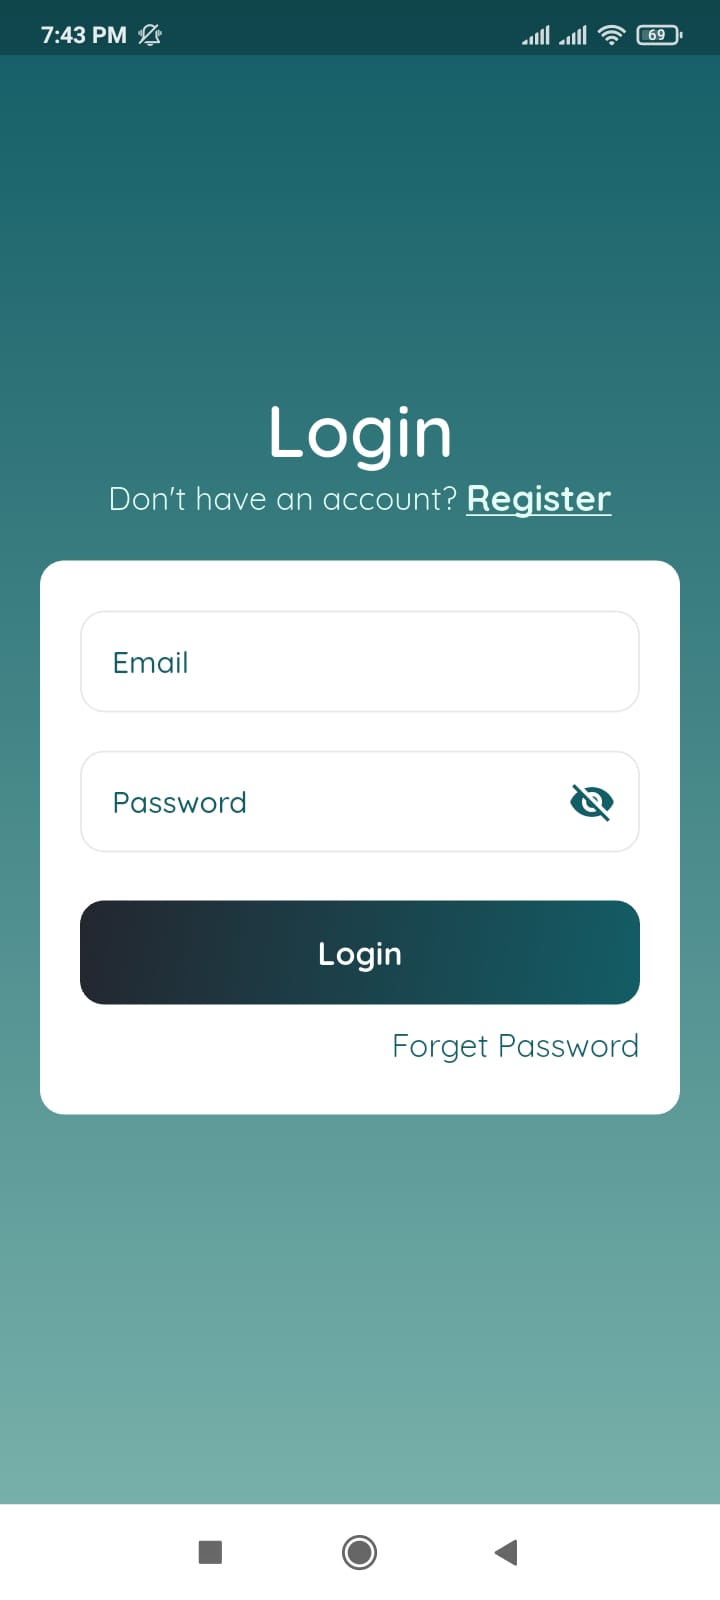 7:43 PM 69
Login
Don't have an account? Register
Email
Password
Login
Forget Password